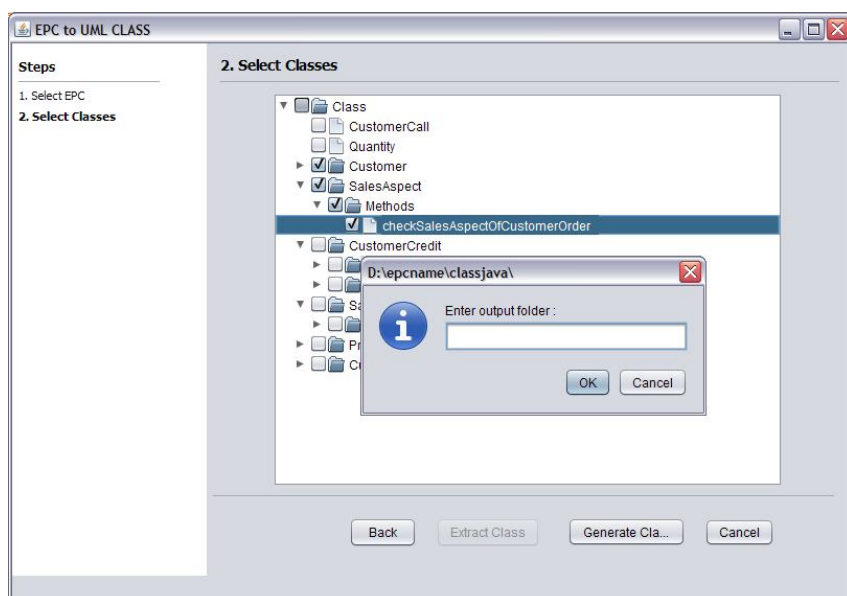 EPC to UML CLASS
Steps
1. Select EPC
2. Select Classes
2. Select Classes
Class
CustomerCall
Quantity
Customer
SalesAspect
Methods
checkSalesAspectOfCustomerOrder
CustomerCredit
D:\epcname\classjava\
Enter output folder :
OK
Cancel
Back
Extract Class
Generate Cla...
Cancel